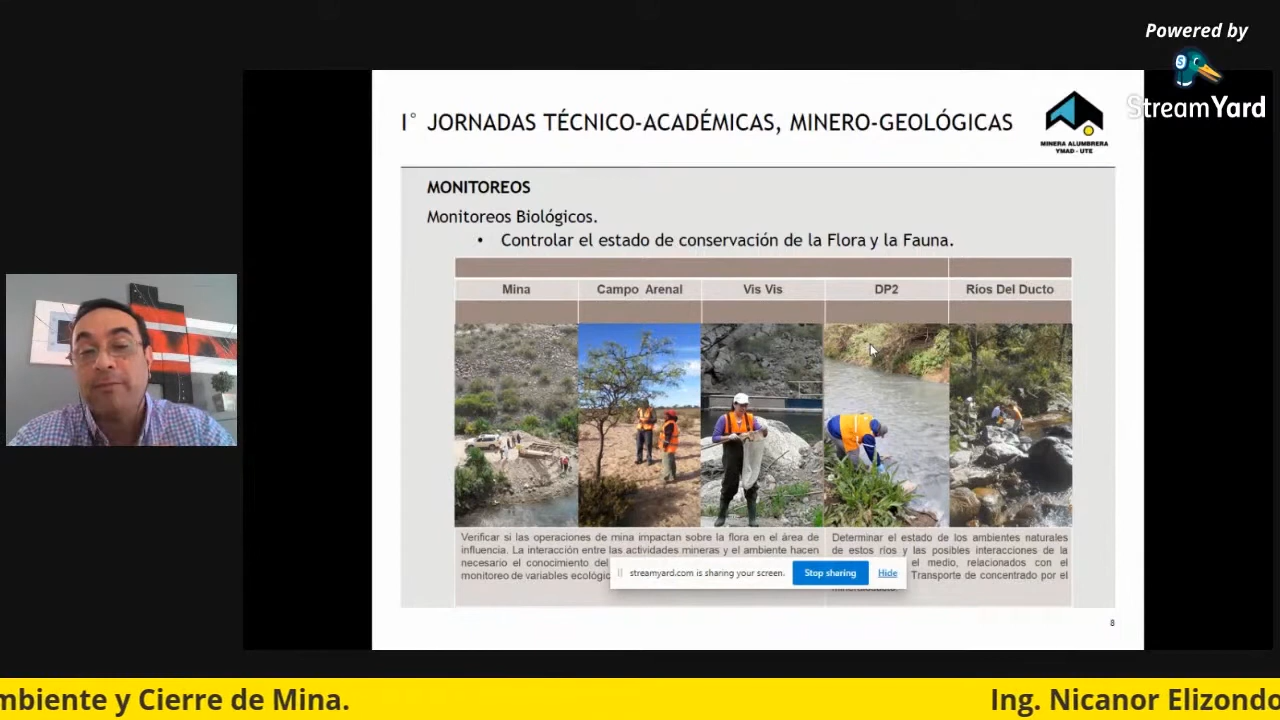 Powered by
StreamYard
I° JORNADAS TÉCNICO-ACADÉMICAS, MINERO-GEOLÓGICAS
MINERA ALUMBRERA
YMAD - UTE
MONITOREOS
Monitoreos Biológicos.
• Controlar el estado de conservación de la Flora y la Fauna.
Mina Campo Arenal Vis Vis DP2 Rios Del Ducto
Verificar si las operaciones de mina impactan sobre la flora en el área de
influencia. La interacción entre las actividades mineras y el ambiente hacen
necesario el conocimiento del
monitoreo de variables ecológic
Determinar el estado de los ambientes naturales
de estos ríos y las posibles interacciones de la
el medio, relacionados con el
Transporte de concentrado por el
streamyard.com is sharing your screen. Stop sharing Hide
8
mbiente y Cierre de Mina. Ing. Nicanor Elizondo